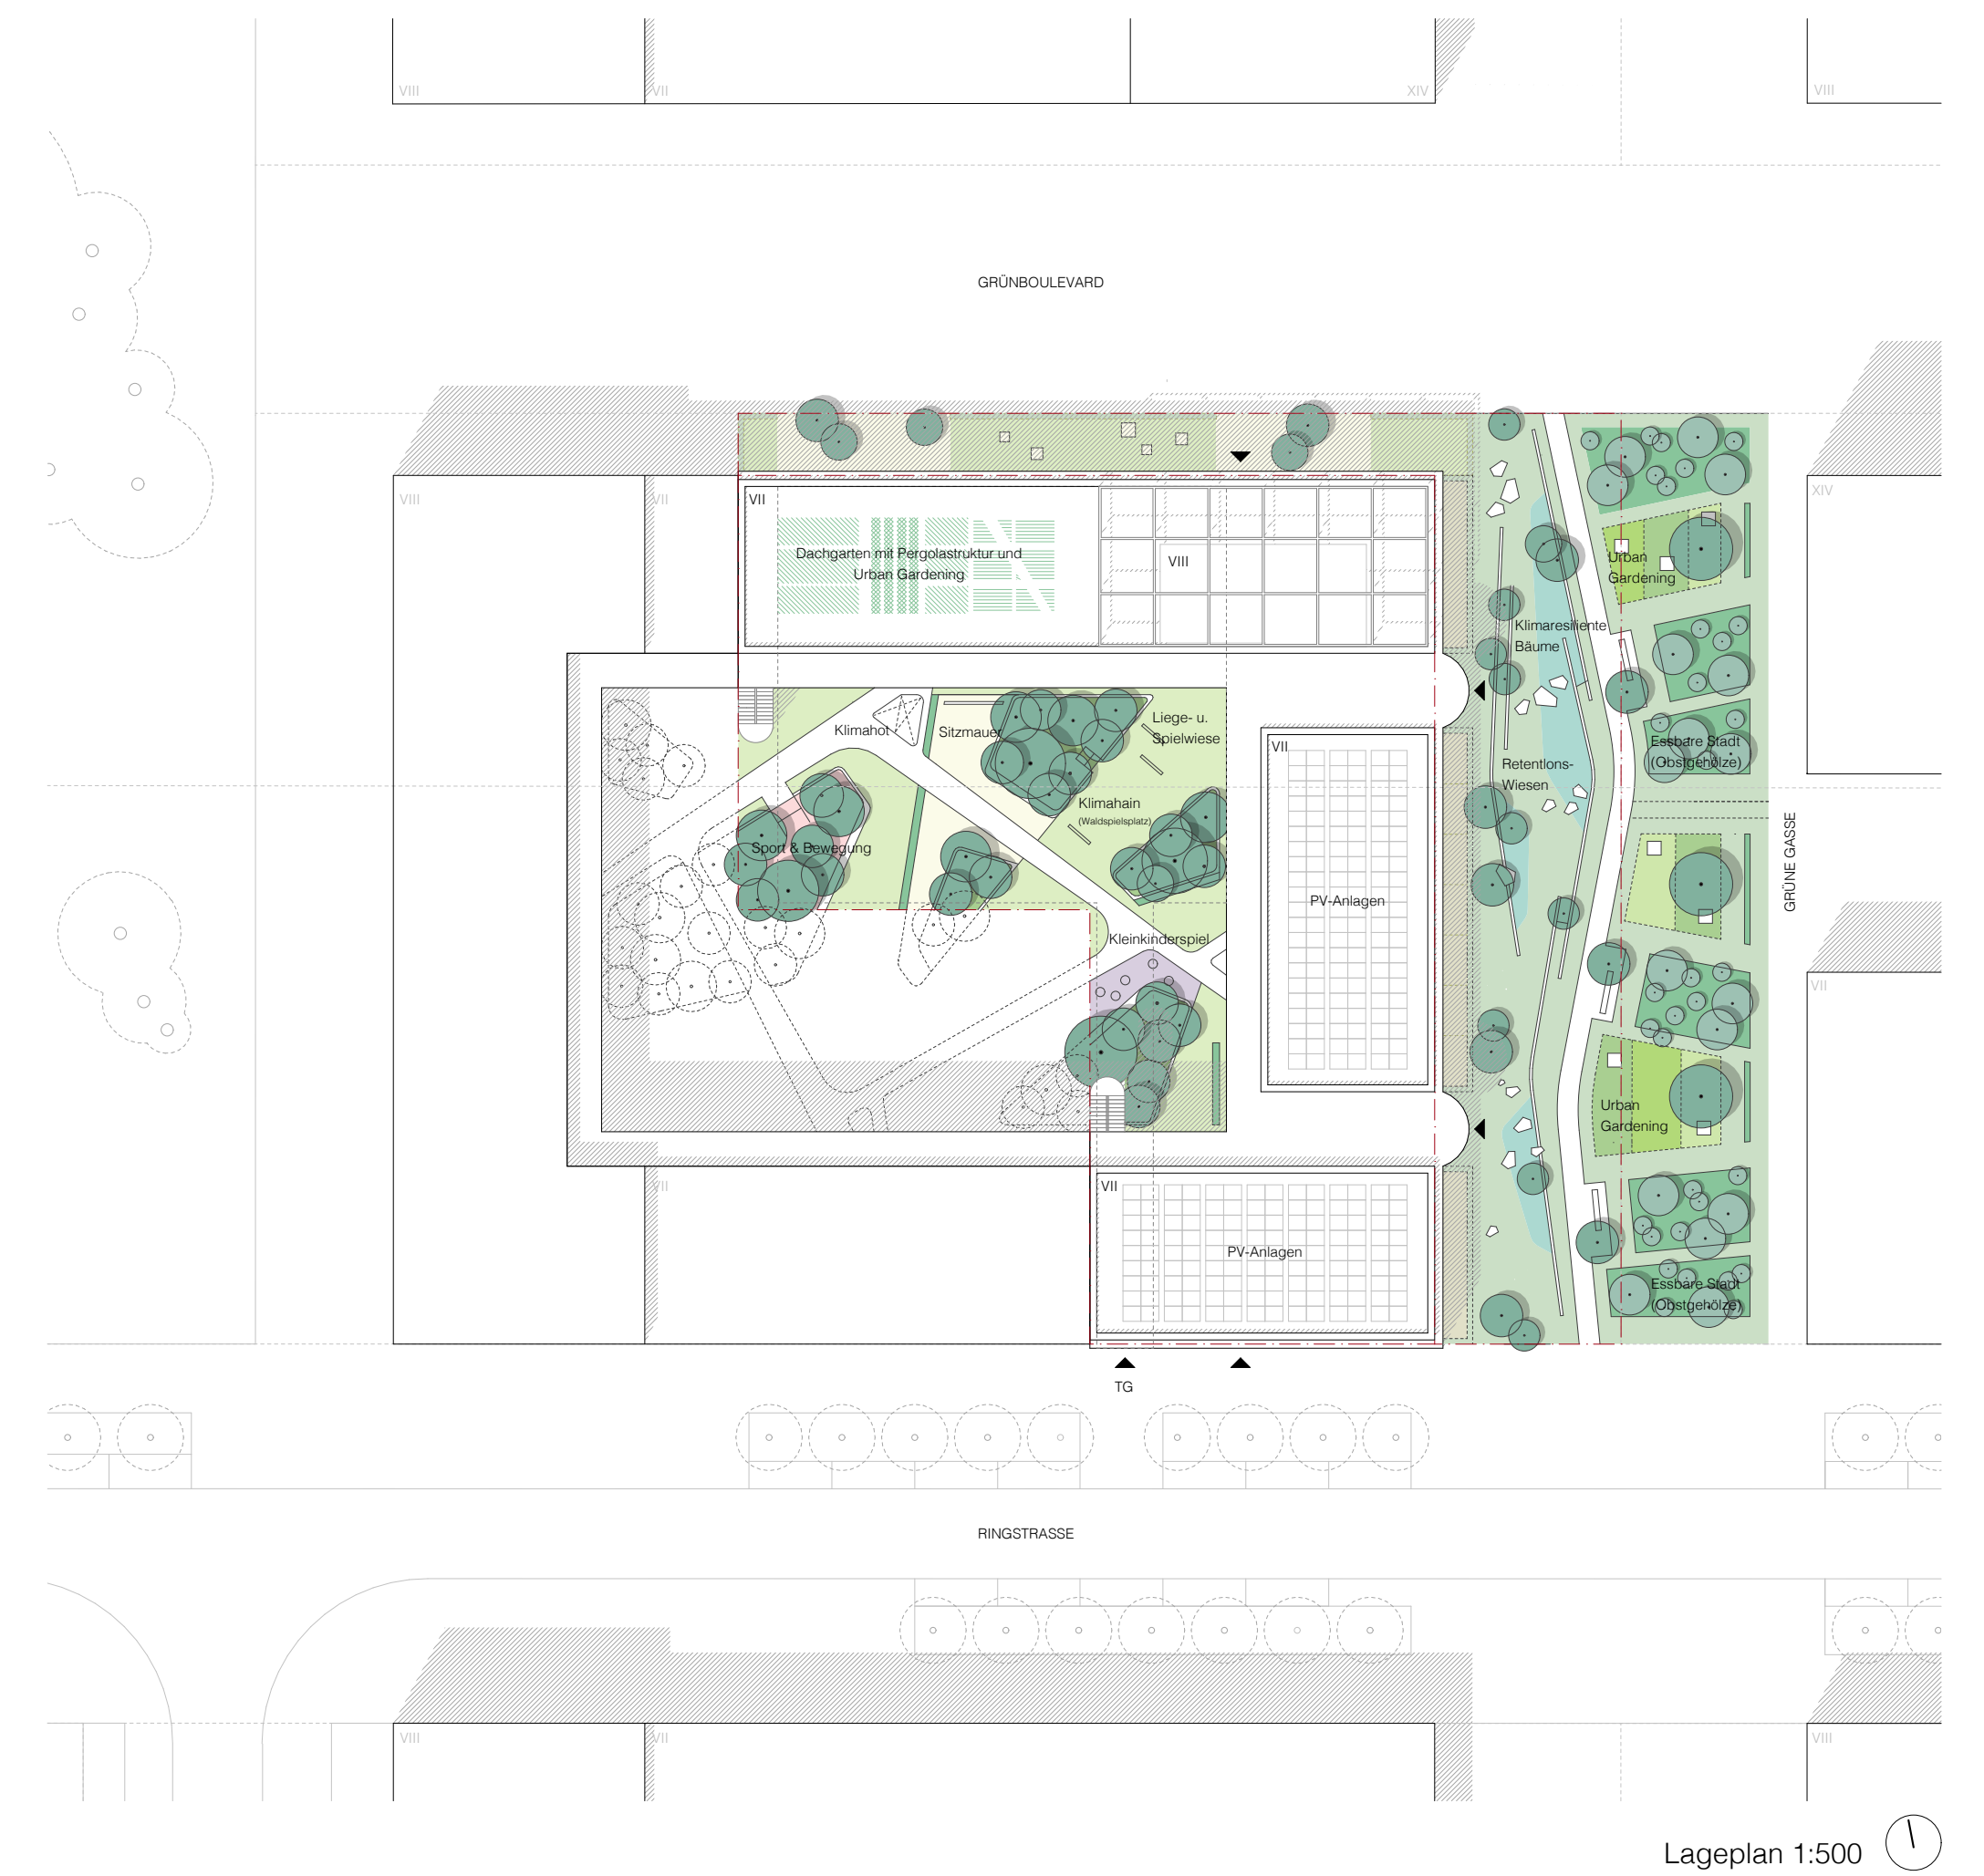 VIII
VII
XIV
VIII
GRÜNBOULEVARD
VIII
VII
VII
XIV
Dachgarten mit Pergolastruktur und
Urban Gardening
VIII
Urban
Gardening
Klimaresiliente
Bäume
Klimahot
Sitzmauer
Liege- u.
Spielwiese
VII
Essbare Stadt
(Obstgehölze)
Retentions-
Wiesen
Klimahain
(Waldspielsplatz)
Sport & Bewegung
GRÜNE GASSE
PV-Anlagen
Kleinkinderspiel
VII
Urban
Gardening
VII
VII
PV-Anlagen
Essbare Stadt
(Obstgehölze)
TG
RINGSTRASSE
VIII
VII
VIII
Lageplan 1:500